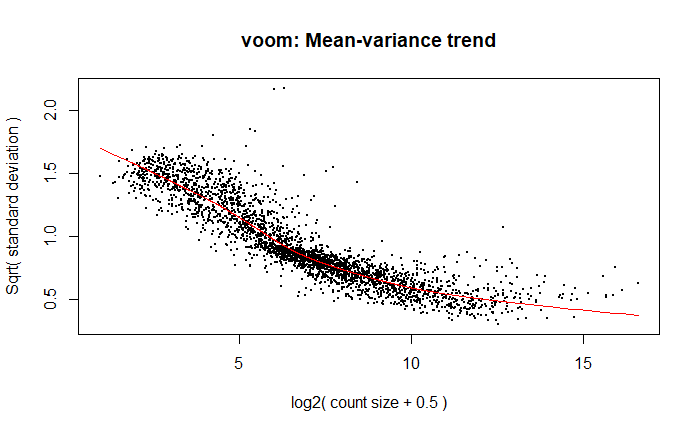 voom: Mean-variance trend
Sqrt( standard deviation )
2.0
1.5
1.0
0.5
5
10
15
log2( count size + 0.5 )